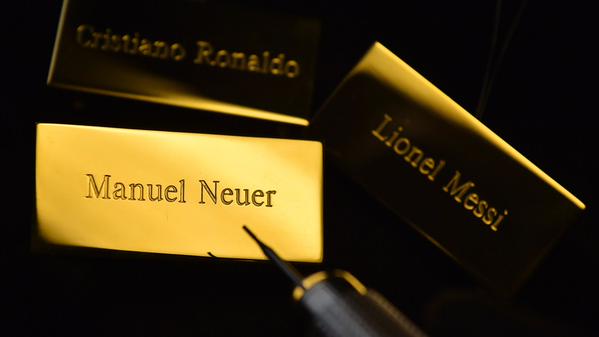 Cristiano Ronaldo
Manuel Neuer
Lionel Messi